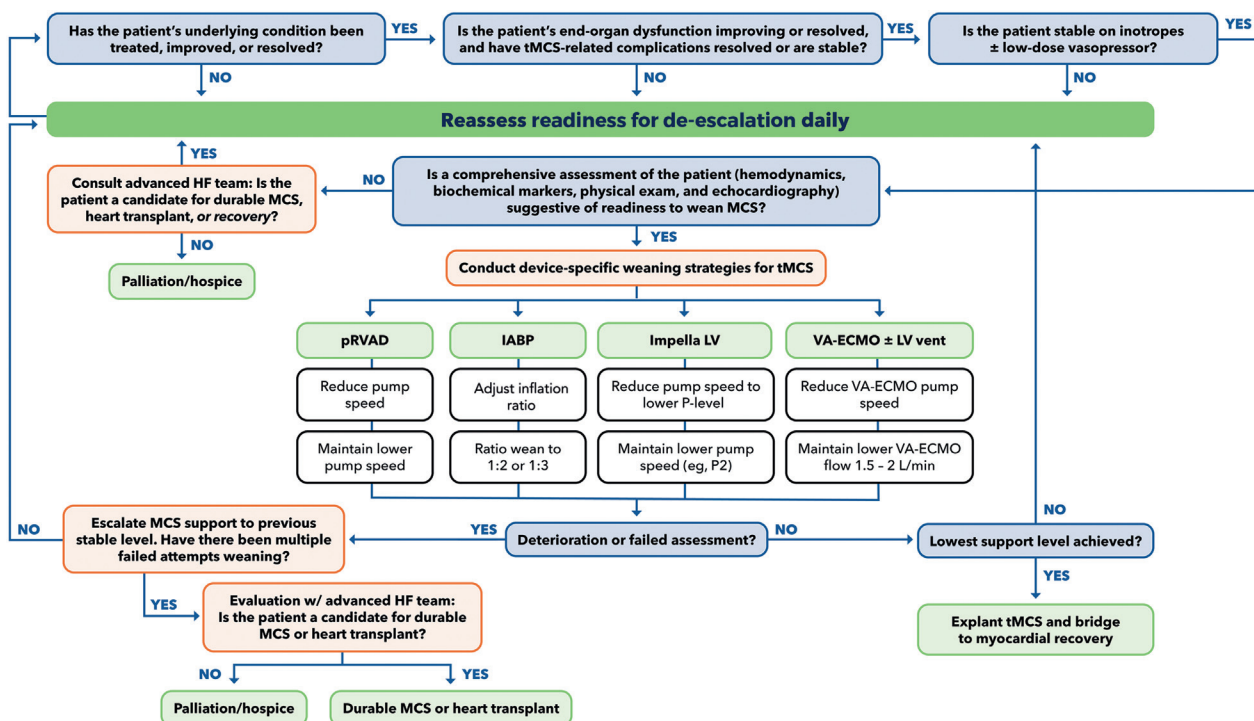 Has the patient's underlying condition been
treated, improved, or resolved?
YES
Is the patient's end-organ dysfunction improving or resolved,
and have tMCS-related complications resolved or are stable?
YES
Is the patient stable on inotropes
± low-dose vasopressor?
YES
NO
NO
NO
Reassess readiness for de-escalation daily
YES
Consult advanced HF team: Is the
patient a candidate for durable MCS,
heart transplant, or recovery?
NO
Is a comprehensive assessment of the patient (hemodynamics,
biochemical markers, physical exam, and echocardiography)
suggestive of readiness to wean MCS?
NO
Palliation/hospice
YES
Conduct device-specific weaning strategies for tMCS
pRVAD
IABP
Impella LV
VA-ECMO ± LV vent
Reduce pump
speed
Adjust inflation
ratio
Reduce pump speed to
lower P-level
Reduce VA-ECMO pump
speed
Maintain lower
pump speed
Ratio wean to
1:2 or 1:3
Maintain lower pump
speed (eg, P2)
Maintain lower VA-ECMO
flow 1.5 – 2 L/min
NO
Escalate MCS support to previous
stable level. Have there been multiple
failed attempts weaning?
YES
Deterioration or failed assessment?
NO
Lowest support level achieved?
NO
YES
YES
Evaluation w/ advanced HF team:
Is the patient a candidate for durable
MCS or heart transplant?
Explant tMCS and bridge
to myocardial recovery
NO
YES
Palliation/hospice
Durable MCS or heart transplant